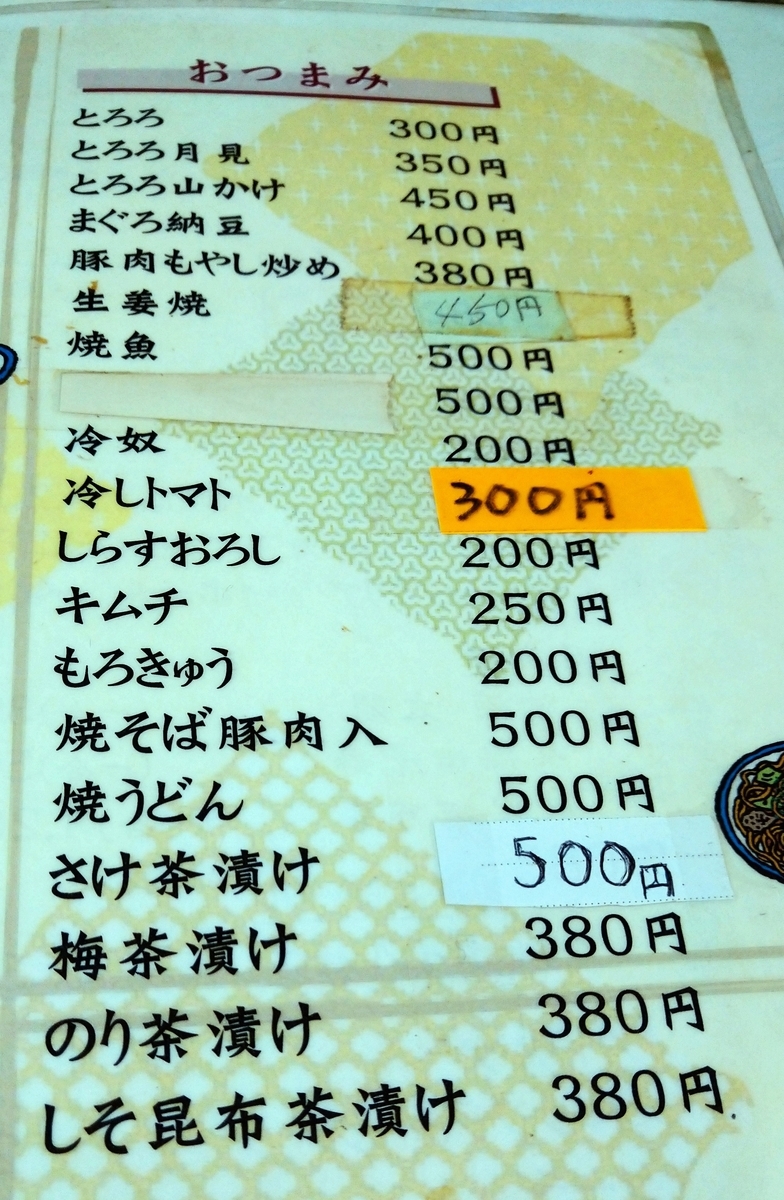 おつまみ
とろろ 300円
とろろ月見 350円
とろろ山かけ 450円
まぐろ納豆 400円
豚肉もやし炒め 380円
生姜焼 450円
焼魚 500円
500円
冷奴 200円
冷しトマト 300円
しらすおろし 200円
キムチ 250円
もろきゅう 200円
焼そば豚肉入 500円
焼うどん 500円
さけ茶漬け 500円
梅茶漬け 380円
のり茶漬け 380円
しそ昆布茶漬け 380円